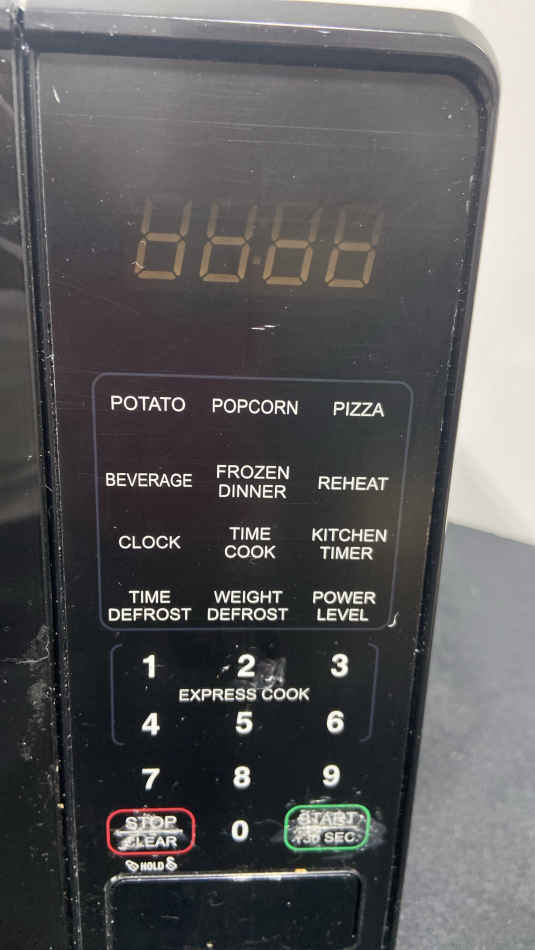 POTATO POPCORN PIZZA
BEVERAGE FROZEN DINNER REHEAT
CLOCK TIME COOK KITCHEN TIMER
TIME DEFROST WEIGHT DEFROST POWER LEVEL
1 2 3
EXPRESS COOK
4 5 6
7 8 9
STOP CLEAR 0 START +30 SEC
HOLD